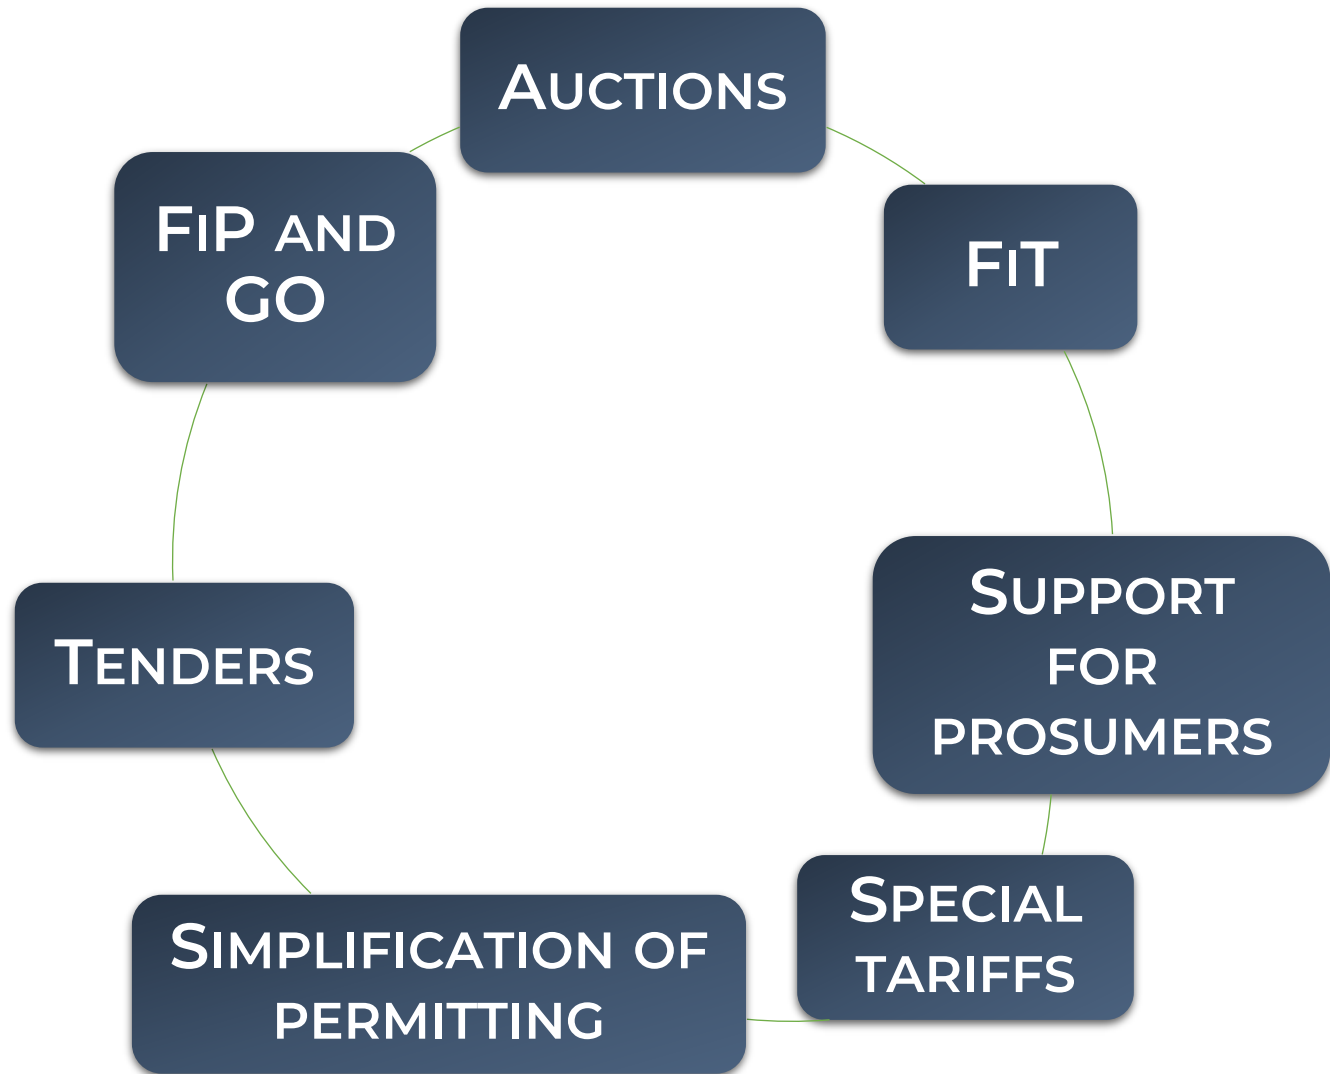 AUCTIONS
FiT
SUPPORT
FOR
PROSUMERS
SPECIAL
TARIFFS
SIMPLIFICATION OF
PERMITTING
TENDERS
FiP AND
GO